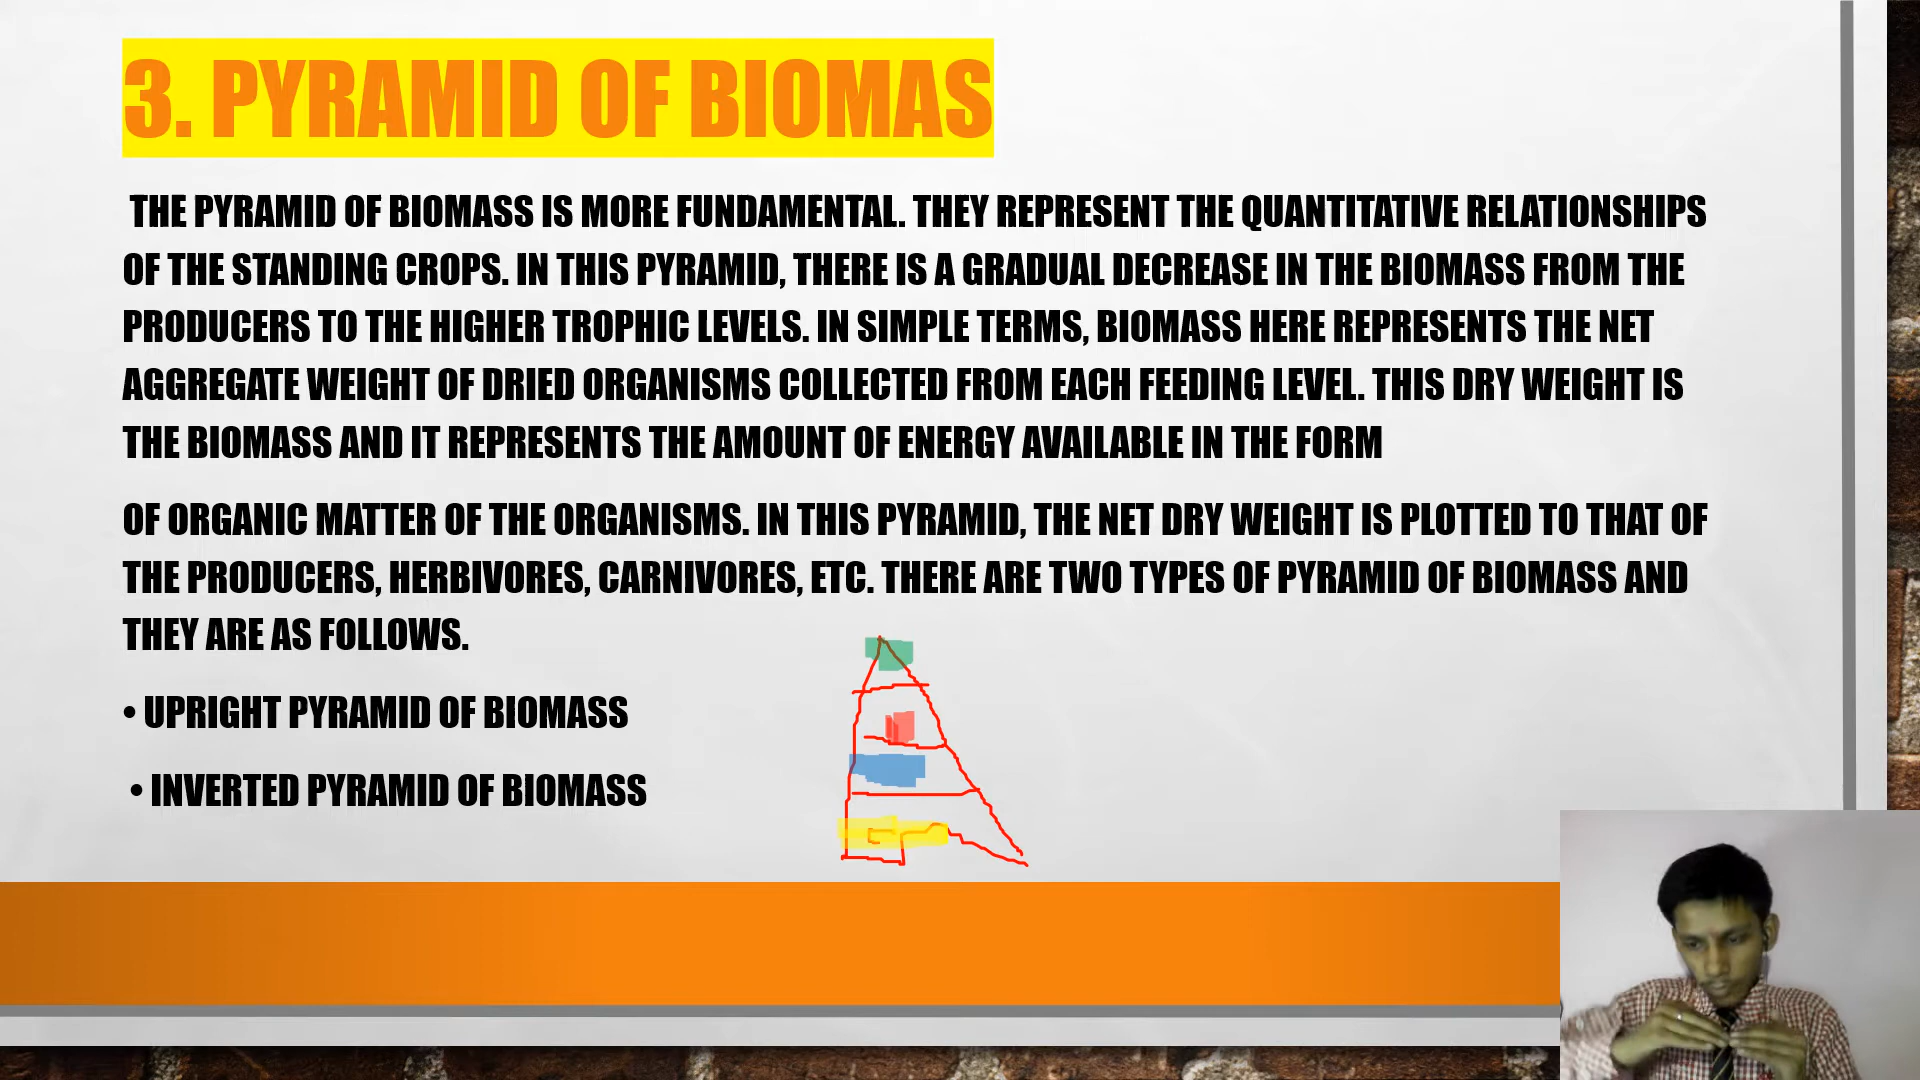 3. PYRAMID OF BIOMAS
THE PYRAMID OF BIOMASS IS MORE FUNDAMENTAL. THEY REPRESENT THE QUANTITATIVE RELATIONSHIPS
OF THE STANDING CROPS. IN THIS PYRAMID, THERE IS A GRADUAL DECREASE IN THE BIOMASS FROM THE
PRODUCERS TO THE HIGHER TROPHIC LEVELS. IN SIMPLE TERMS, BIOMASS HERE REPRESENTS THE NET
AGGREGATE WEIGHT OF DRIED ORGANISMS COLLECTED FROM EACH FEEDING LEVEL. THIS DRY WEIGHT IS
THE BIOMASS AND IT REPRESENTS THE AMOUNT OF ENERGY AVAILABLE IN THE FORM
OF ORGANIC MATTER OF THE ORGANISMS. IN THIS PYRAMID, THE NET DRY WEIGHT IS PLOTTED TO THAT OF
THE PRODUCERS, HERBIVORES, CARNIVORES, ETC. THERE ARE TWO TYPES OF PYRAMID OF BIOMASS AND
THEY ARE AS FOLLOWS.
• UPRIGHT PYRAMID OF BIOMASS
• INVERTED PYRAMID OF BIOMASS